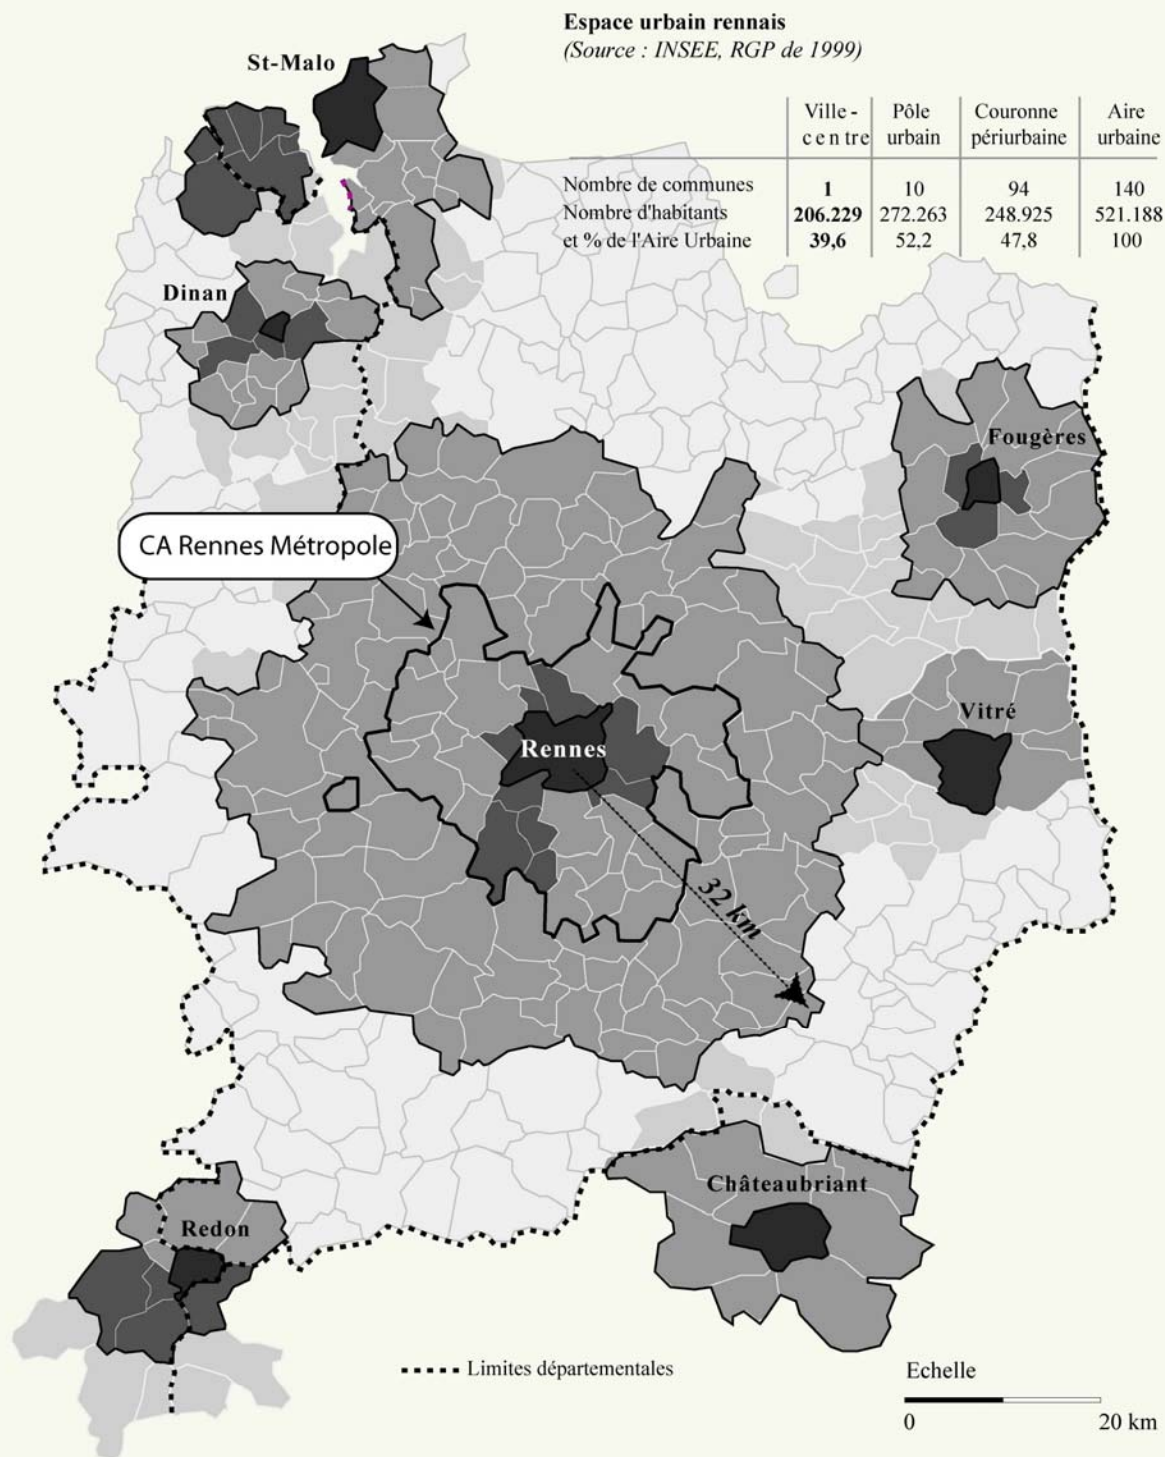 Espace urbain rennais
(Source : INSEE, RGP de 1999)
St-Malo
Ville - Pôle Couronne Aire
centre urbain périurbaine urbaine
Nombre de communes 1 10 94 140
Nombre d'habitants 206.229 272.263 248.925 521.188
et % de l'Aire Urbaine 39,6 52,2 47,8 100
Dinan
Fougères
CA Rennes Métropole
Vitré
Rennes
32 km
Châteaubriant
Redon
Limites départementales
Echelle
0 20 km